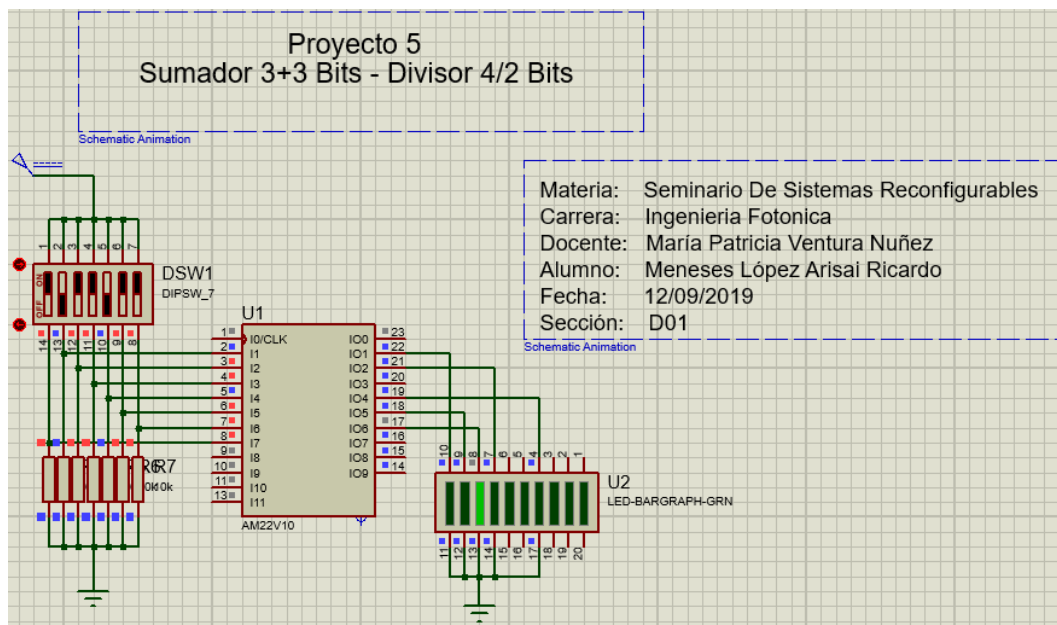 Proyecto 5
Sumador 3+3 Bits - Divisor 4/2 Bits
Schematic Animation
Materia: Seminario De Sistemas Reconfigurables
Carrera: Ingenieria Fotonica
Docente: María Patricia Ventura Nuñez
Alumno: Meneses López Arisai Ricardo
Fecha: 12/09/2019
Sección: D01
Schematic Animation
1 2 3 4 5 6 7
ON
OFF
DSW1
DIPSW_7
14 13 12 11 10 9 8
U1
1 I0/CLK IO0 23
2 I1 IO1 22
3 I2 IO2 21
4 I3 IO3 20
5 I4 IO4 19
6 I5 IO5 18
7 I6 IO6 17
8 I7 IO7 16
9 I8 IO8 15
10 I9 IO9 14
11 I10
13 I11
AM22V10
R7
10k
10 9 8 7 6 5 4 3 2 1
U2
LED-BARGRAPH-GRN
11 12 13 14 15 16 17 18 19 20